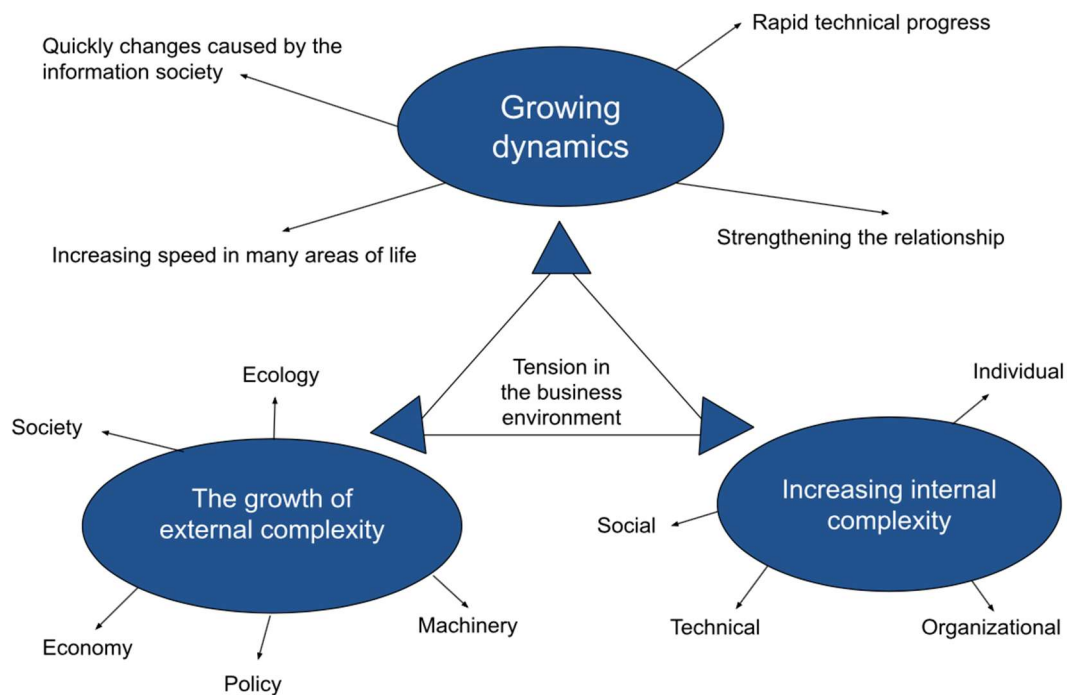 Rapid technical progress
Quickly changes caused by the
information society
Growing
dynamics
Increasing speed in many areas of life
Strengthening the relationship
Tension in
the business
environment
Ecology
Society
The growth of
external complexity
Economy
Policy
Machinery
Individual
Increasing internal
complexity
Social
Technical
Organizational